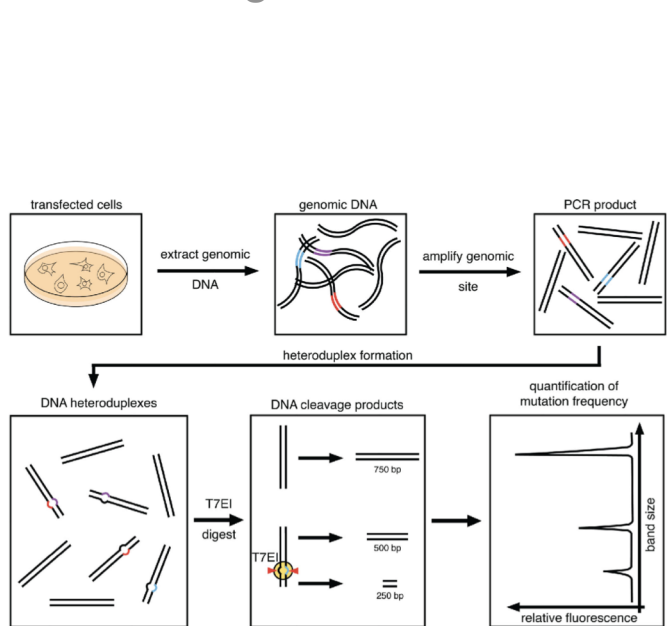 transfected cells
genomic DNA
PCR product
extract genomic
DNA
amplify genomic
site
heteroduplex formation
DNA heteroduplexes
DNA cleavage products
quantification of
mutation frequency
T7EI
digest
750 bp
500 bp
T7EI
250 bp
band size
relative fluorescence